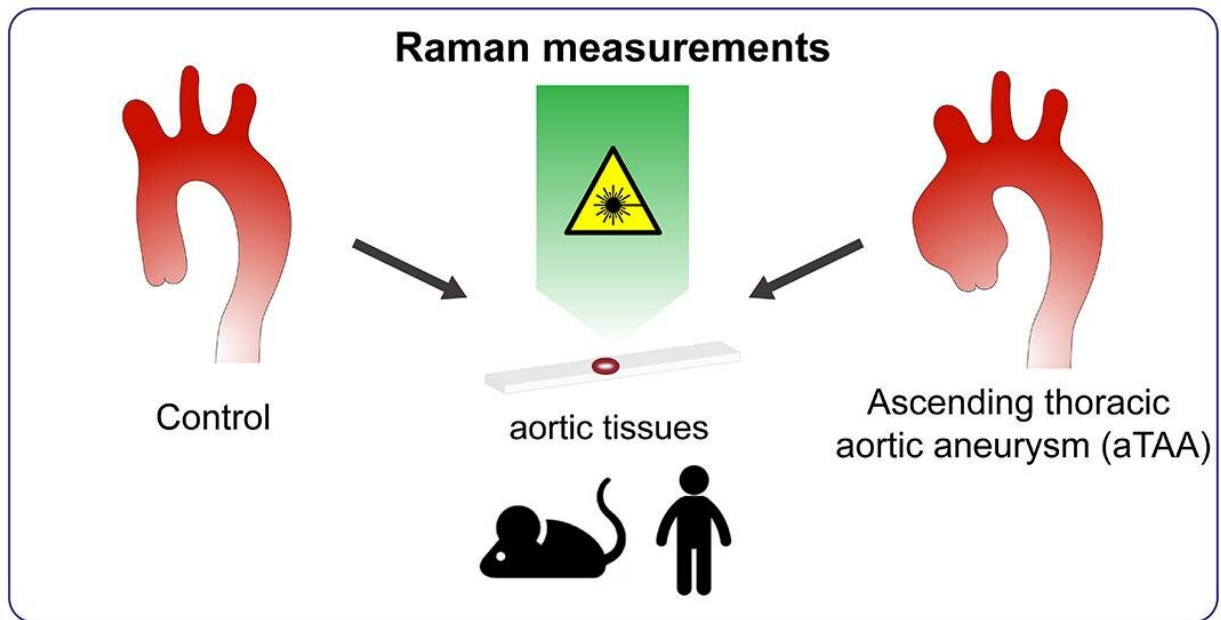 Raman measurements
Control
aortic tissues
Ascending thoracic
aortic aneurysm (aTAA)